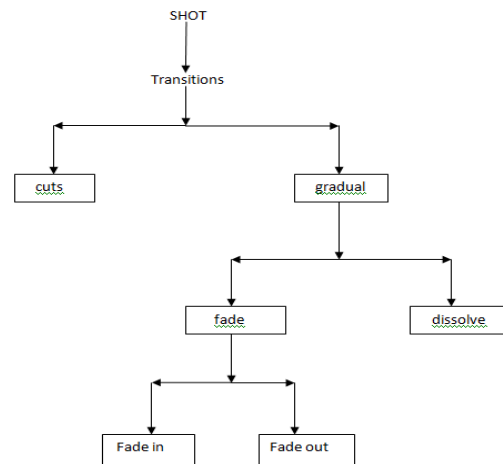 SHOT
Transitions
cuts
gradual
fade
dissolve
Fade in
Fade out